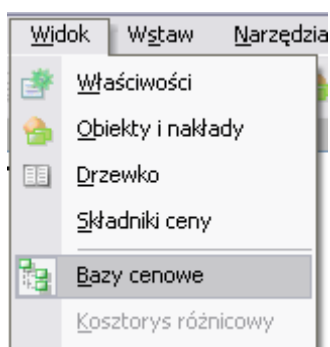 Widok Wstaw Narzędzia
Właściwości
Obiekty i nakłady
Drzewko
Składniki ceny
Bazy cenowe
Kosztorys różnicowy